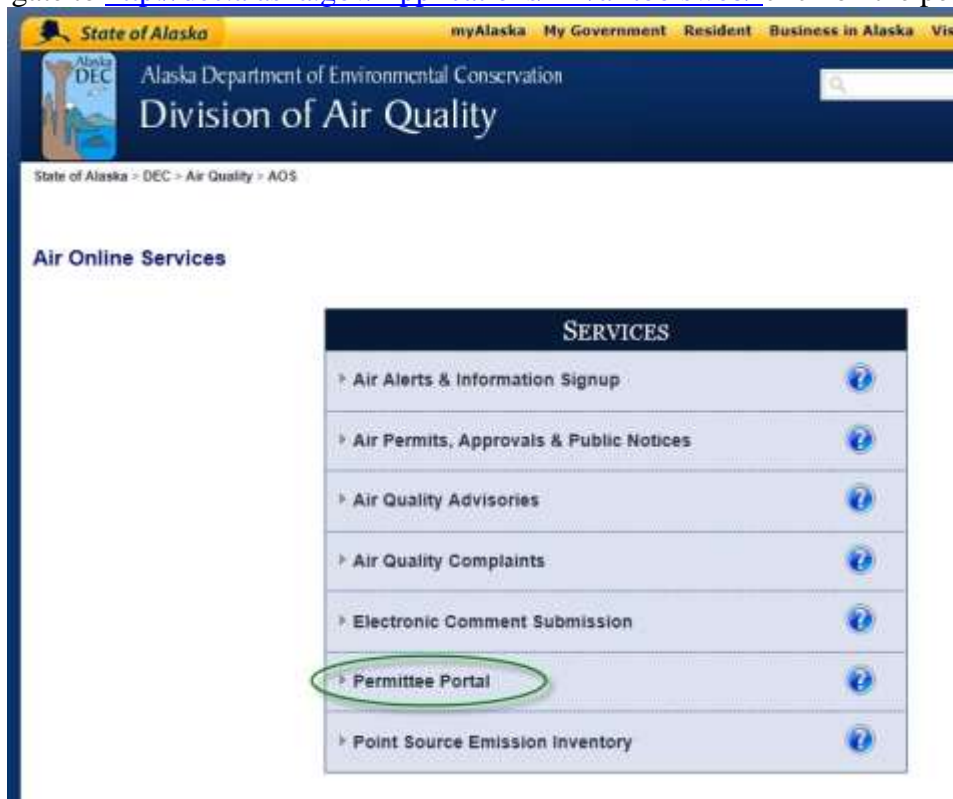 State of Alaska myAlaska My Government Resident Business in Alaska
Alaska
DEC
Alaska Department of Environmental Conservation
Division of Air Quality
State of Alaska > DEC > Air Quality > AOS
Air Online Services
SERVICES
Air Alerts & Information Signup
Air Permits, Approvals & Public Notices
Air Quality Advisories
Air Quality Complaints
Electronic Comment Submission
Permittee Portal
Point Source Emission Inventory